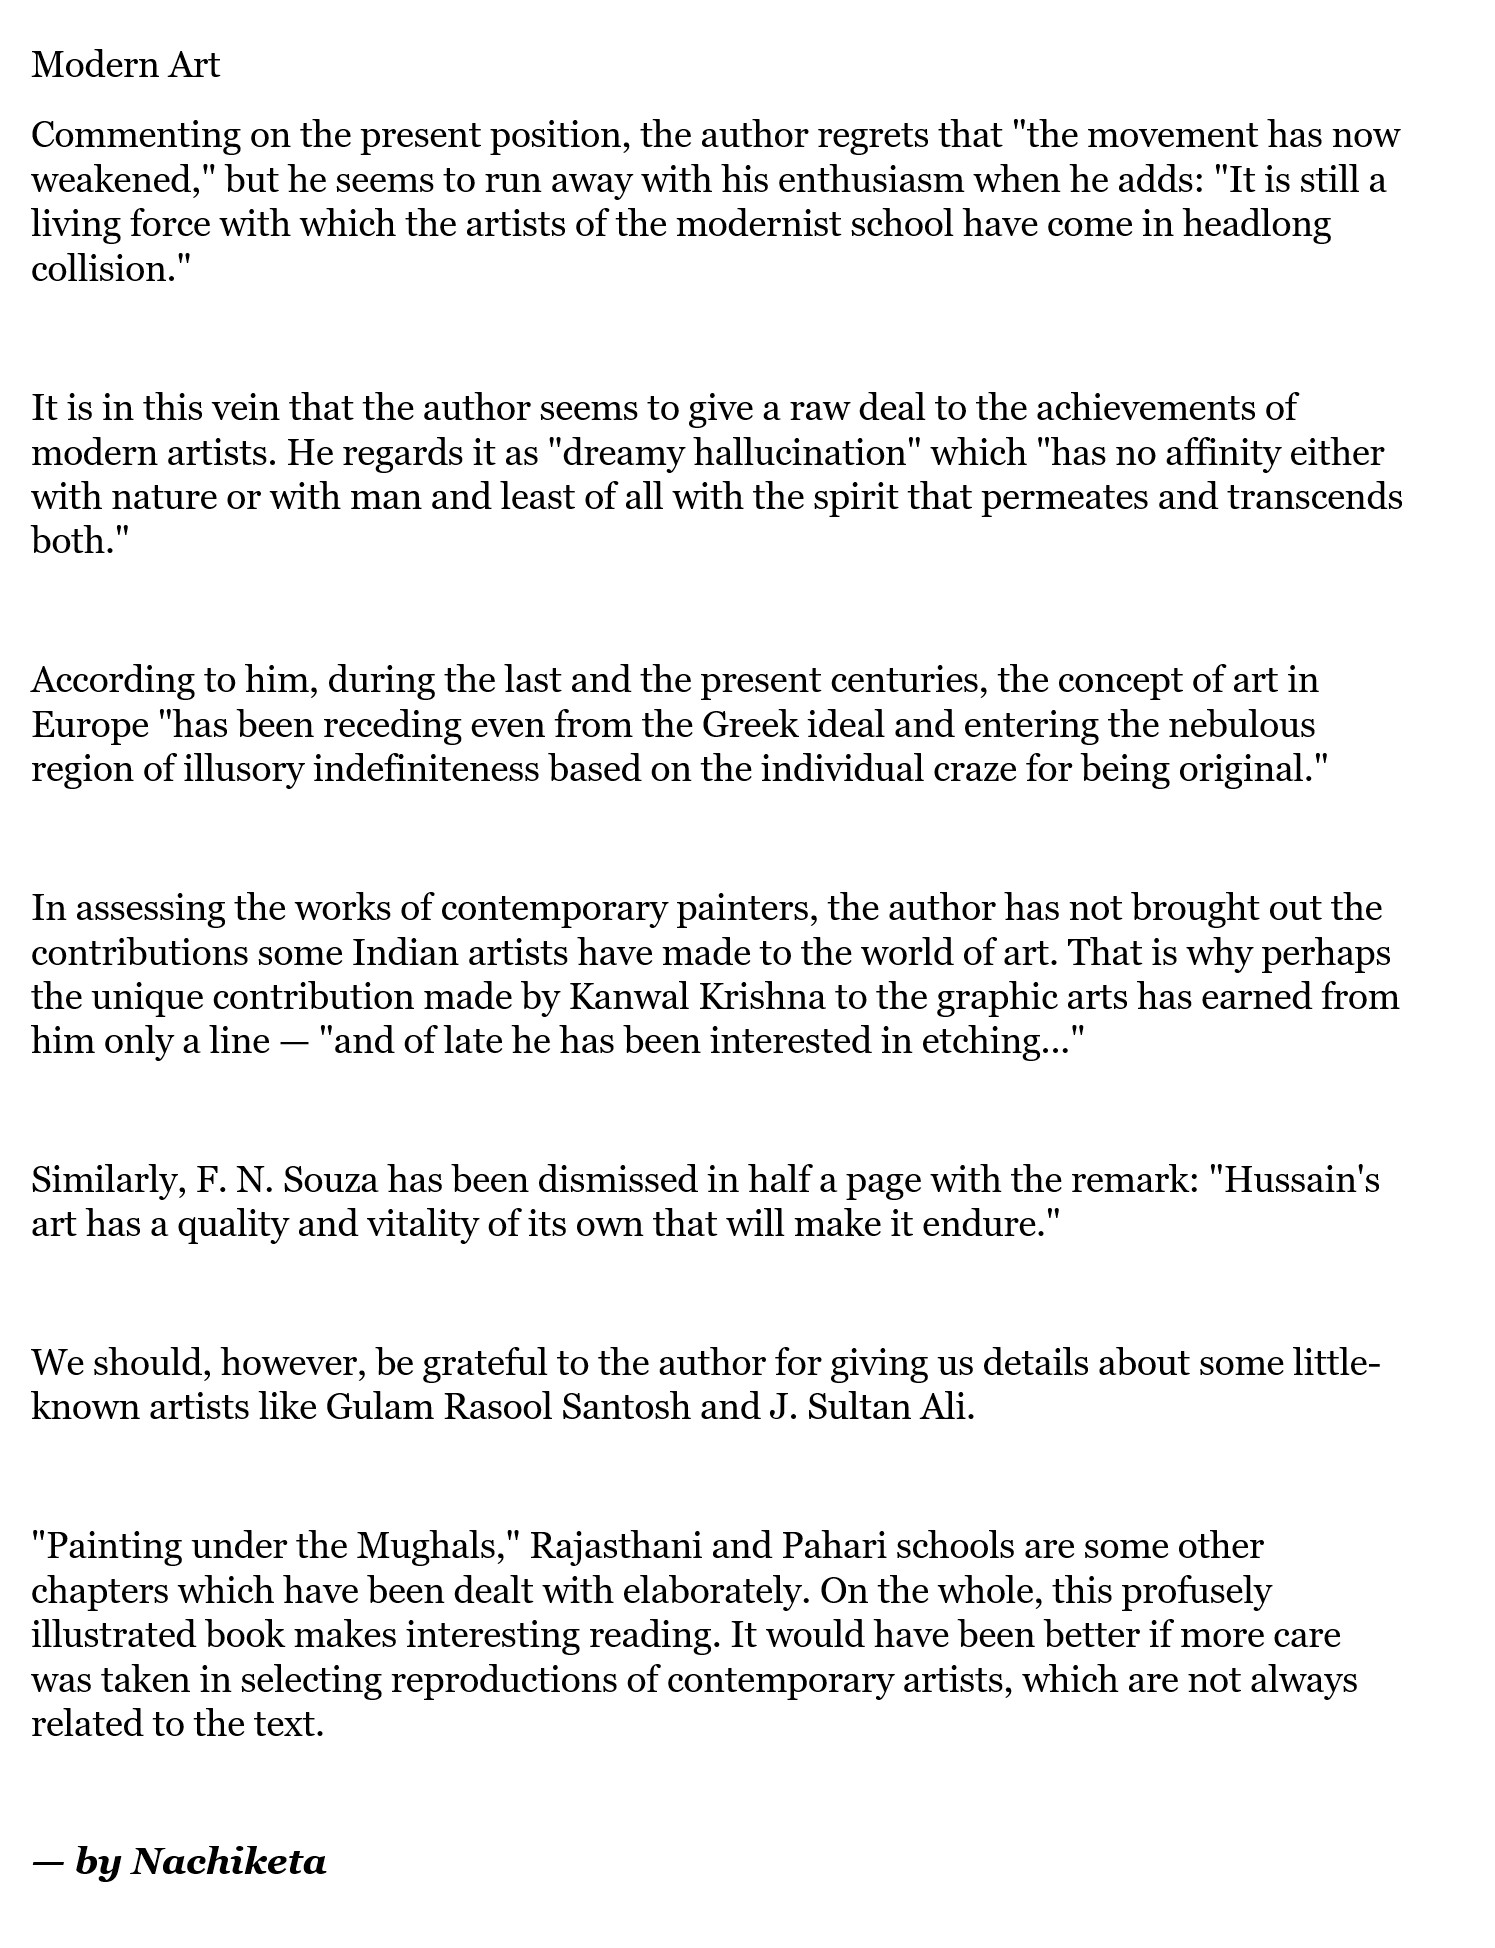 Modern Art
Commenting on the present position, the author regrets that "the movement has now
weakened," but he seems to run away with his enthusiasm when he adds: "It is still a
living force with which the artists of the modernist school have come in headlong
collision."
It is in this vein that the author seems to give a raw deal to the achievements of
modern artists. He regards it as "dreamy hallucination" which "has no affinity either
with nature or with man and least of all with the spirit that permeates and transcends
both."
According to him, during the last and the present centuries, the concept of art in
Europe "has been receding even from the Greek ideal and entering the nebulous
region of illusory indefiniteness based on the individual craze for being original."
In assessing the works of contemporary painters, the author has not brought out the
contributions some Indian artists have made to the world of art. That is why perhaps
the unique contribution made by Kanwal Krishna to the graphic arts has earned from
him only a line — "and of late he has been interested in etching..."
Similarly, F. N. Souza has been dismissed in half a page with the remark: "Hussain's
art has a quality and vitality of its own that will make it endure."
We should, however, be grateful to the author for giving us details about some little-
known artists like Gulam Rasool Santosh and J. Sultan Ali.
"Painting under the Mughals," Rajasthani and Pahari schools are some other
chapters which have been dealt with elaborately. On the whole, this profusely
illustrated book makes interesting reading. It would have been better if more care
was taken in selecting reproductions of contemporary artists, which are not always
related to the text.
— by Nachiketa